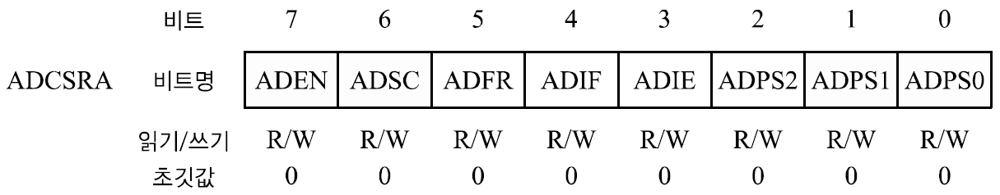 비트 7 6 5 4 3 2 1 0
ADCSRA 비트명 ADEN ADSC ADFR ADIF ADIE ADPS2 ADPS1 ADPS0
읽기/쓰기 R/W R/W R/W R/W R/W R/W R/W R/W
초깃값 0 0 0 0 0 0 0 0